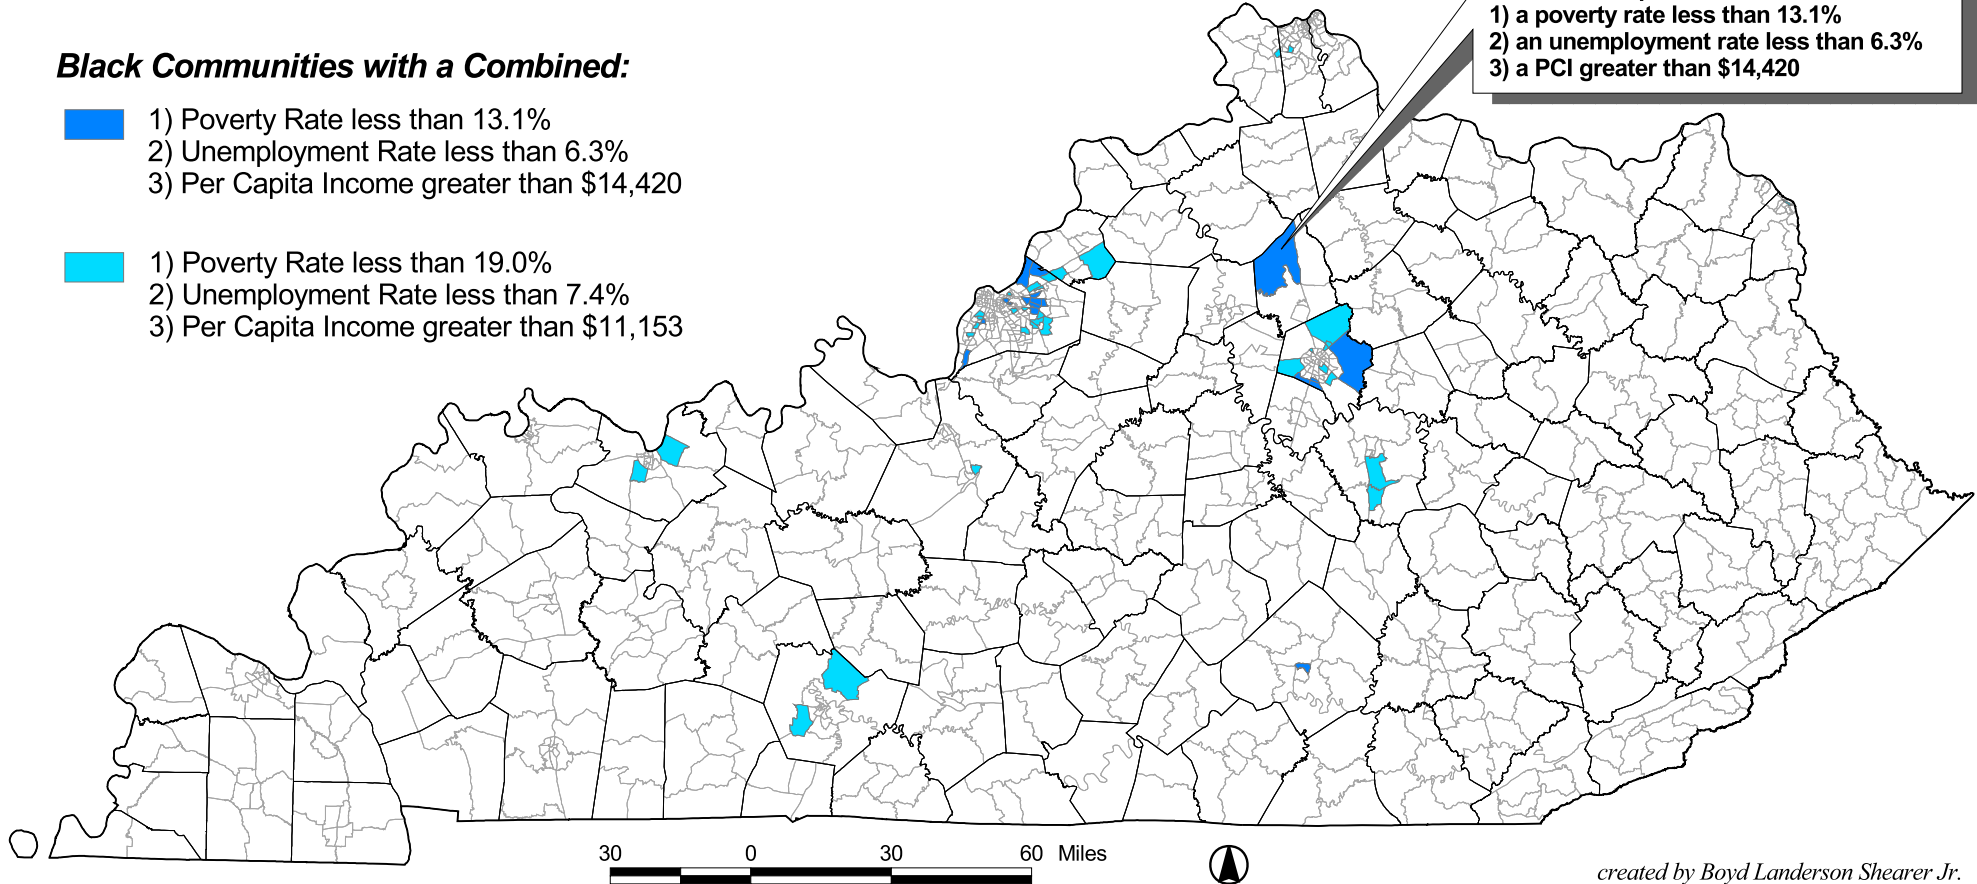 1) a poverty rate less than 13.1%
2) an unemployment rate less than 6.3%
3) a PCI greater than $14,420
Black Communities with a Combined:
1) Poverty Rate less than 13.1%
2) Unemployment Rate less than 6.3%
3) Per Capita Income greater than $14,420
1) Poverty Rate less than 19.0%
2) Unemployment Rate less than 7.4%
3) Per Capita Income greater than $11,153
30 0 30 60 Miles
created by Boyd Landerson Shearer Jr.